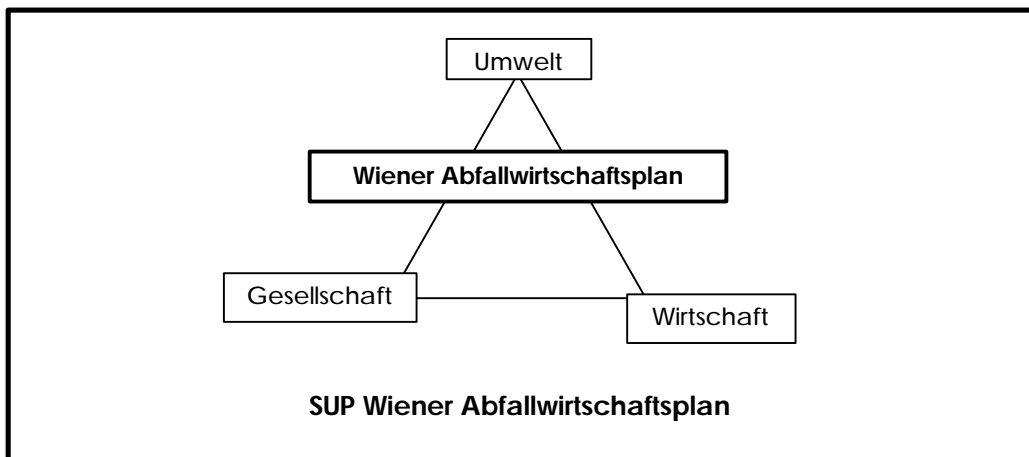 Umwelt
Wiener Abfallwirtschaftsplan
Gesellschaft
Wirtschaft
SUP Wiener Abfallwirtschaftsplan